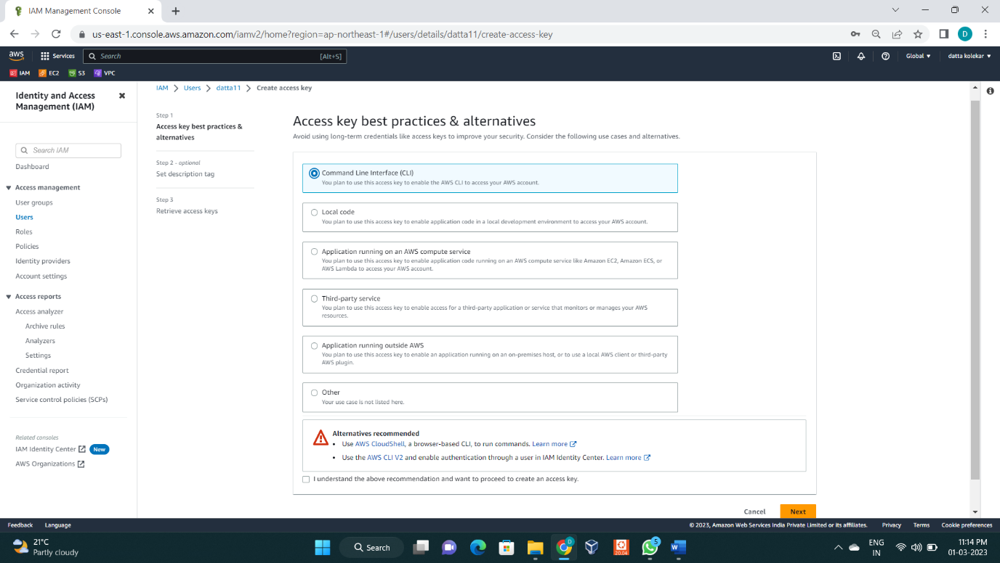 IAM Management Console
us-east-1.console.aws.amazon.com/iamv2/home?region=ap-northeast-1#/users/details/datta11/create-access-key
D
aws
Services
Search
[Alt+S]
Global
datta kolekar
IAM
EC2
S3
VPC
Identity and Access
Management (IAM)
Search IAM
Dashboard
Access management
User groups
Users
Roles
Policies
Identity providers
Account settings
Access reports
Access analyzer
Archive rules
Analyzers
Settings
Credential report
Organization activity
Service control policies (SCPs)
Related consoles
IAM Identity Center New
AWS Organizations
IAM > Users > datta11 > Create access key
Step 1
Access key best practices &
alternatives
Step 2 - optional
Set description tag
Step 3
Retrieve access keys
Access key best practices & alternatives
Avoid using long-term credentials like access keys to improve your security. Consider the following use cases and alternatives.
Command Line Interface (CLI)
You plan to use this access key to enable the AWS CLI to access your AWS account.
Local code
You plan to use this access key to enable application code in a local development environment to access your AWS account.
Application running on an AWS compute service
You plan to use this access key to enable application code running on an AWS compute service like Amazon EC2, Amazon ECS, or
AWS Lambda to access your AWS account.
Third-party service
You plan to use this access key to enable access for a third-party application or service that monitors or manages your AWS
resources.
Application running outside AWS
You plan to use this access key to enable an application running on an on-premises host, or to use a local AWS client or third-party
AWS plugin.
Other
Your use case is not listed here.
Alternatives recommended
• Use AWS CloudShell, a browser-based CLI, to run commands. Learn more
• Use the AWS CLI V2 and enable authentication through a user in IAM Identity Center. Learn more
I understand the above recommendation and want to proceed to create an access key.
Cancel
Next
Feedback
Language
© 2023, Amazon Web Services India Private Limited or its affiliates.
Privacy
Terms
Cookie preferences
21°C
Partly cloudy
Search
D
20.04
5
W
ENG
IN
11:14 PM
01-03-2023